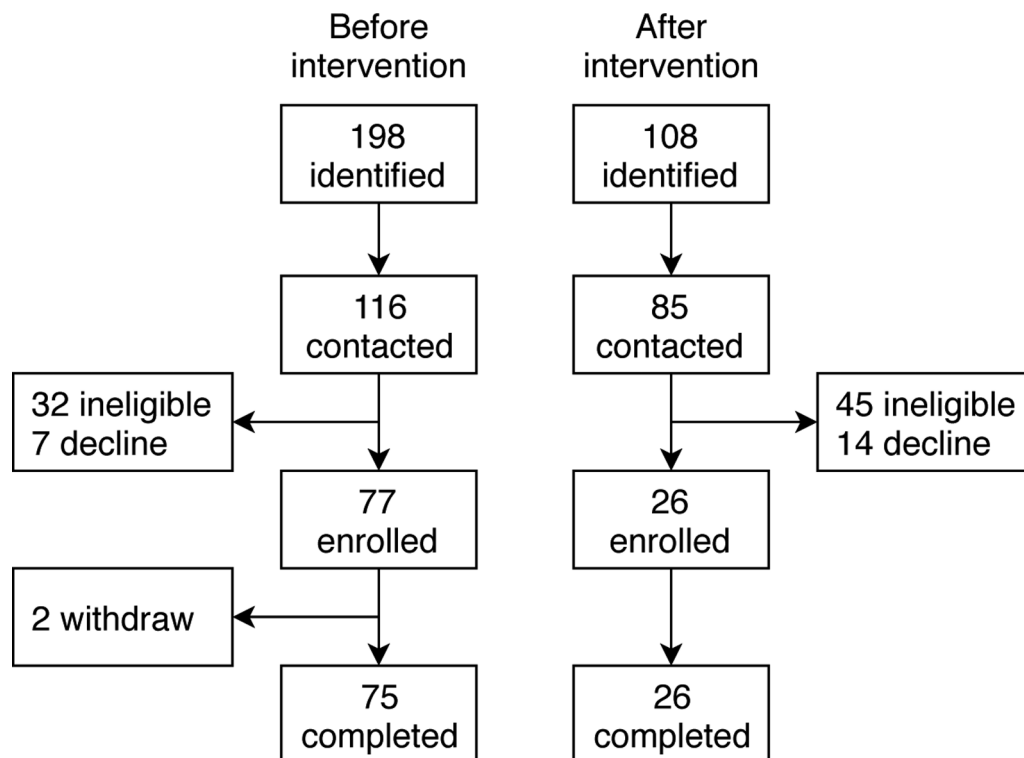 Before
intervention
After
intervention
198
identified
108
identified
116
contacted
85
contacted
32 ineligible
7 decline
45 ineligible
14 decline
77
enrolled
26
enrolled
2 withdraw
75
completed
26
completed